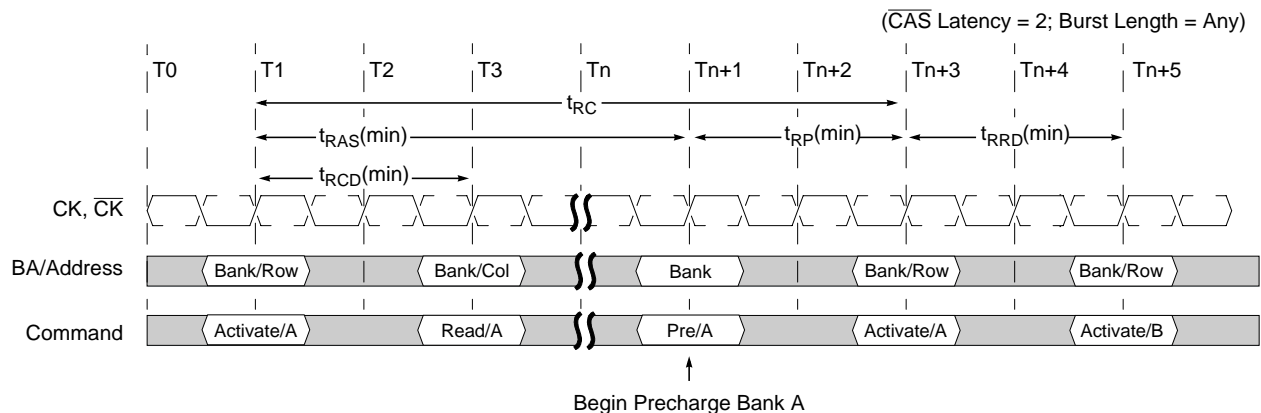 (CAS Latency = 2; Burst Length = Any)
T0 T1 T2 T3 Tn Tn+1 Tn+2 Tn+3 Tn+4 Tn+5
tRC
tRAS(min) tRP(min) tRRD(min)
tRCD(min)
CK, CK
BA/Address Bank/Row Bank/Col Bank Bank/Row Bank/Row
Command Activate/A Read/A Pre/A Activate/A Activate/B
Begin Precharge Bank A